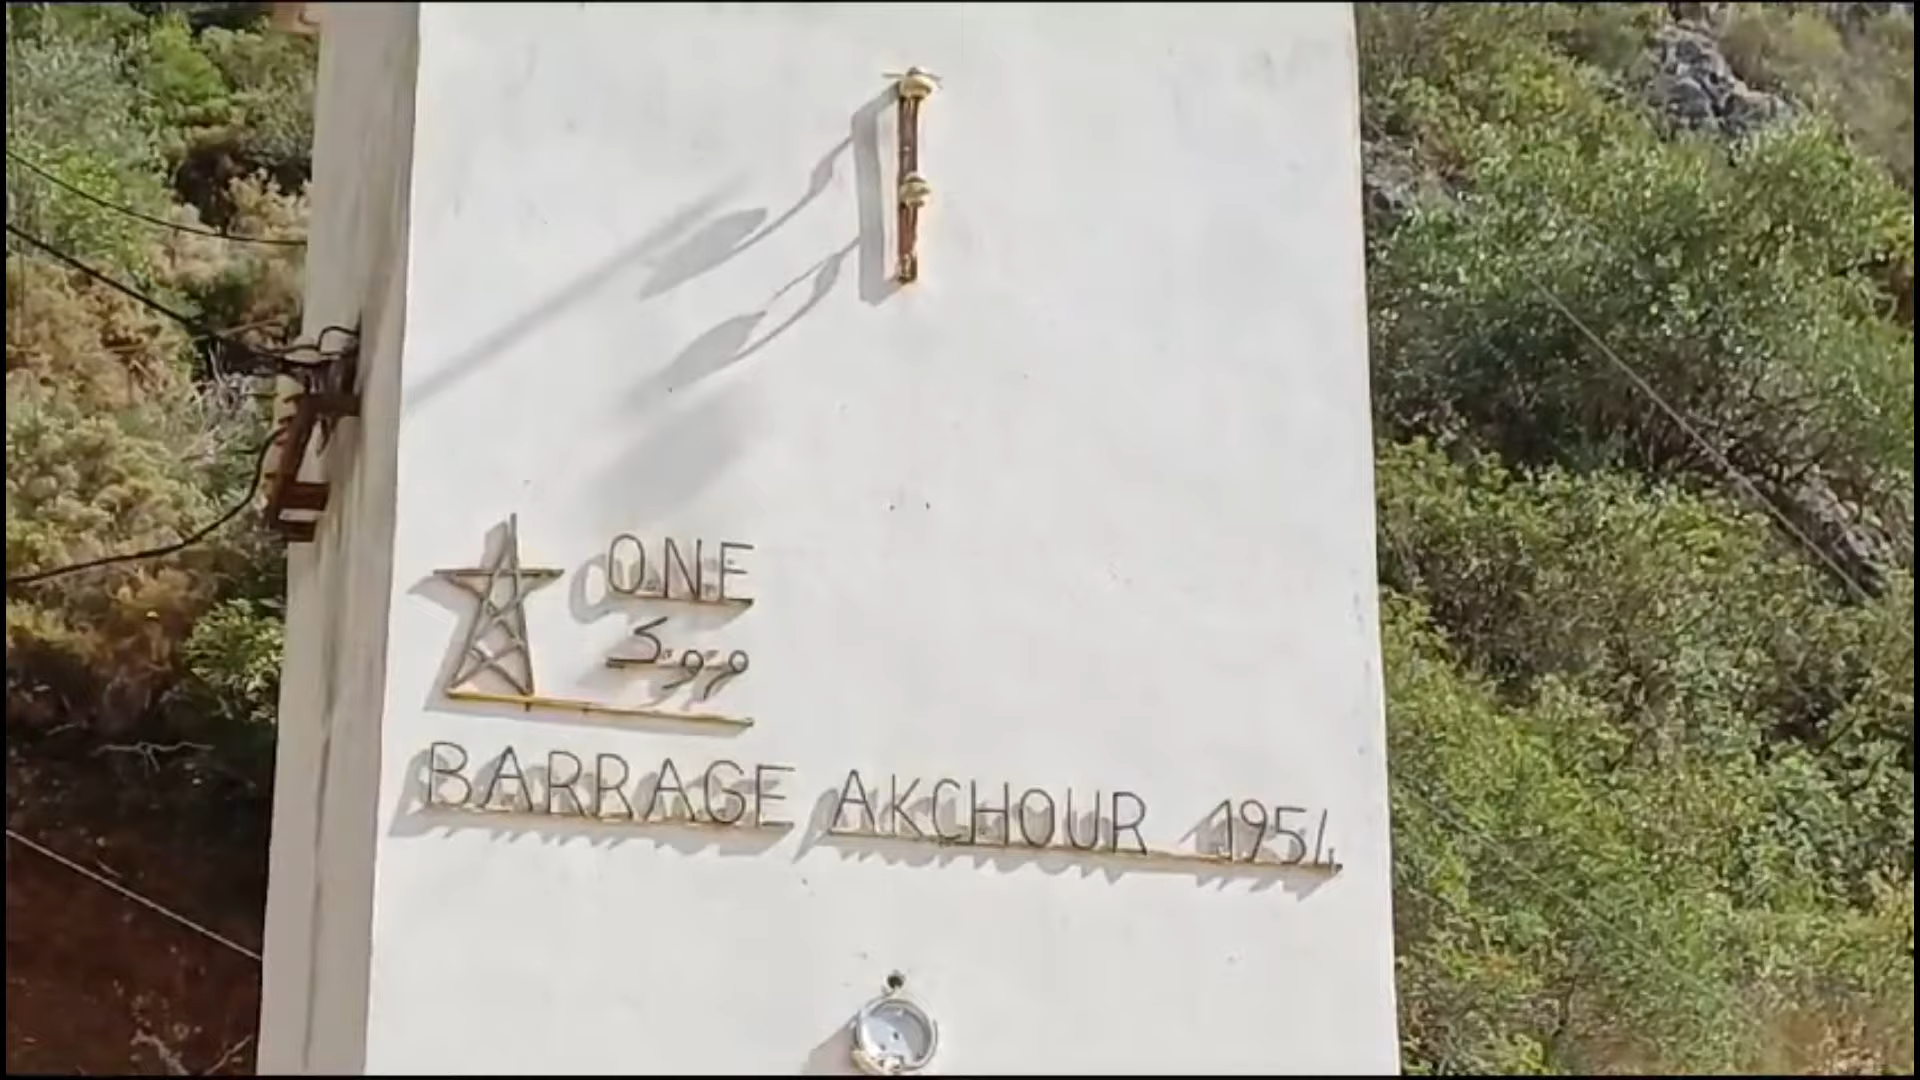 ONE
م و ك
BARRAGE AKCHOUR 1954